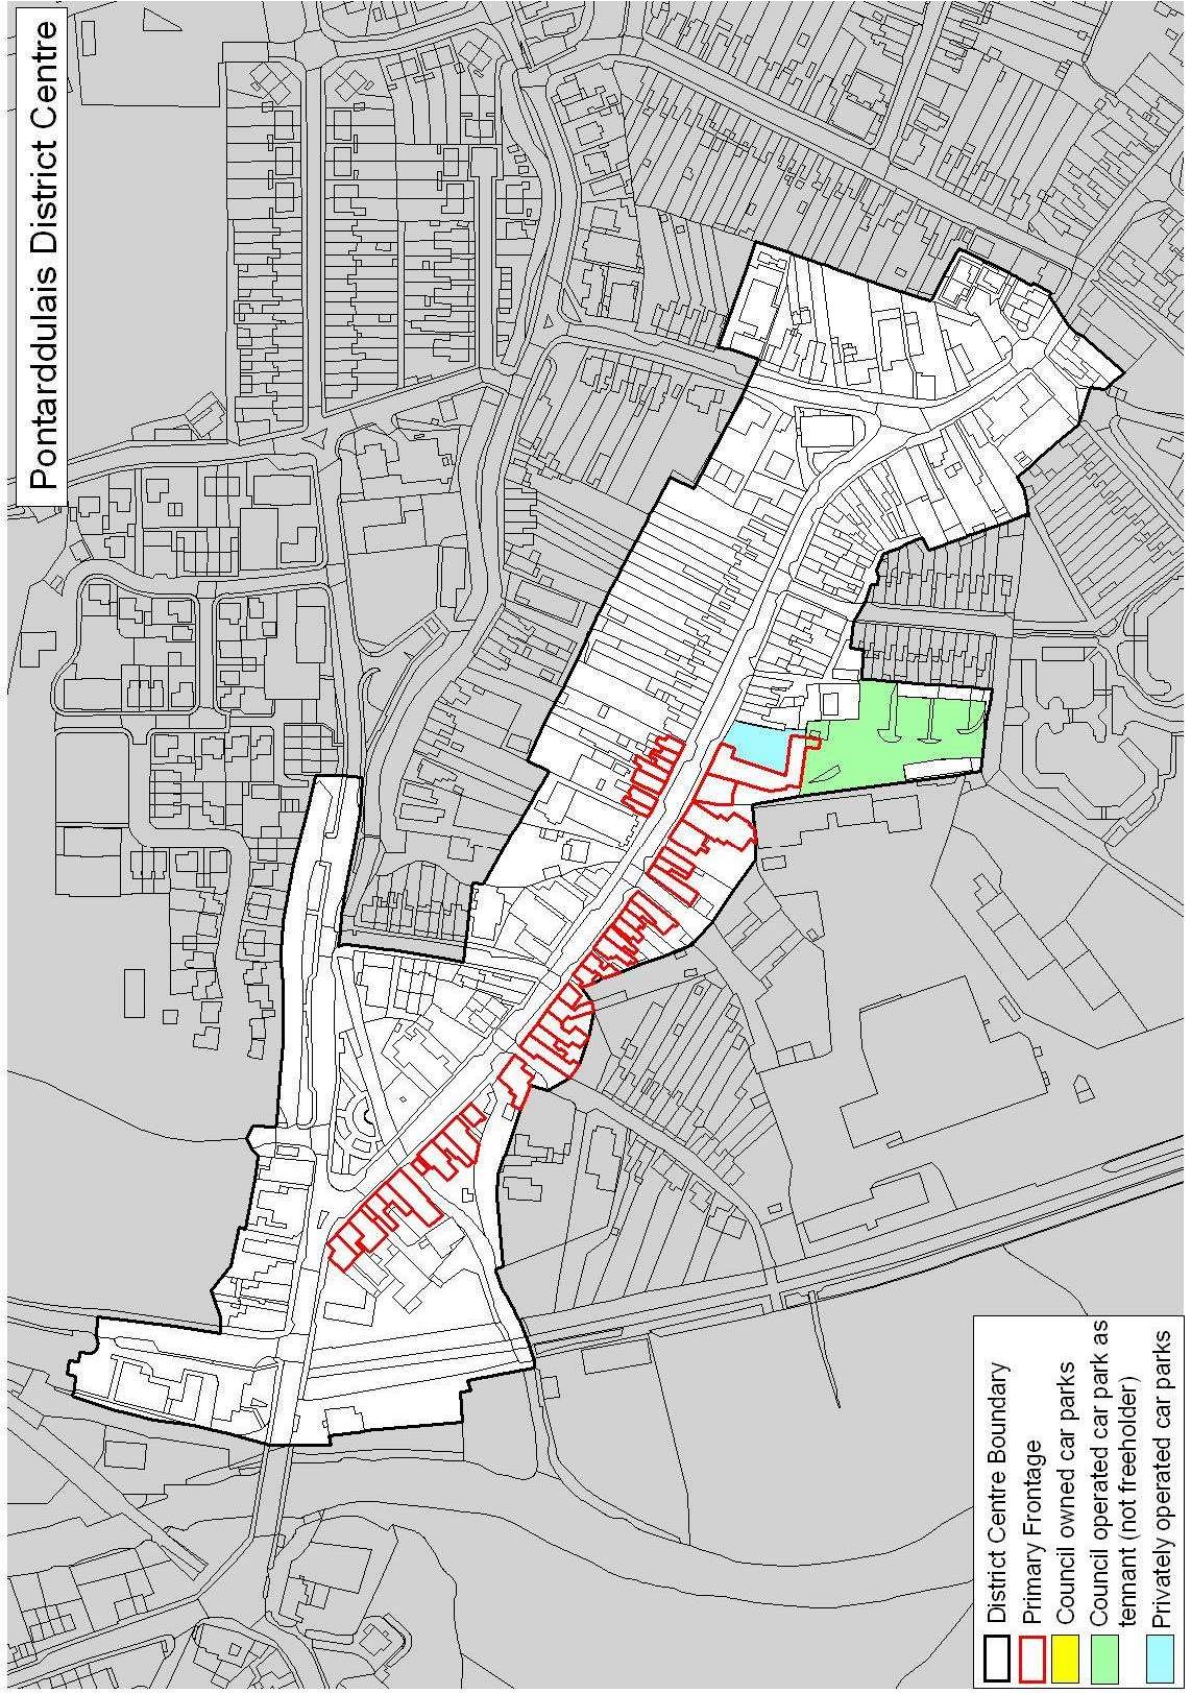 Pontarddulais District Centre
District Centre Boundary
Primary Frontage
Council owned car parks
Council operated car park as
tennant (not freeholder)
Privately operated car parks